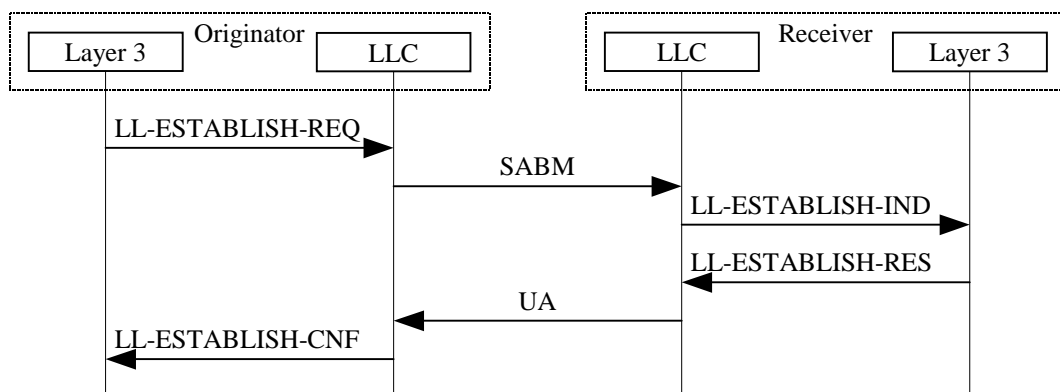 Originator
Receiver
Layer 3
LLC
LLC
Layer 3
LL-ESTABLISH-REQ
SABM
LL-ESTABLISH-IND
LL-ESTABLISH-RES
UA
LL-ESTABLISH-CNF